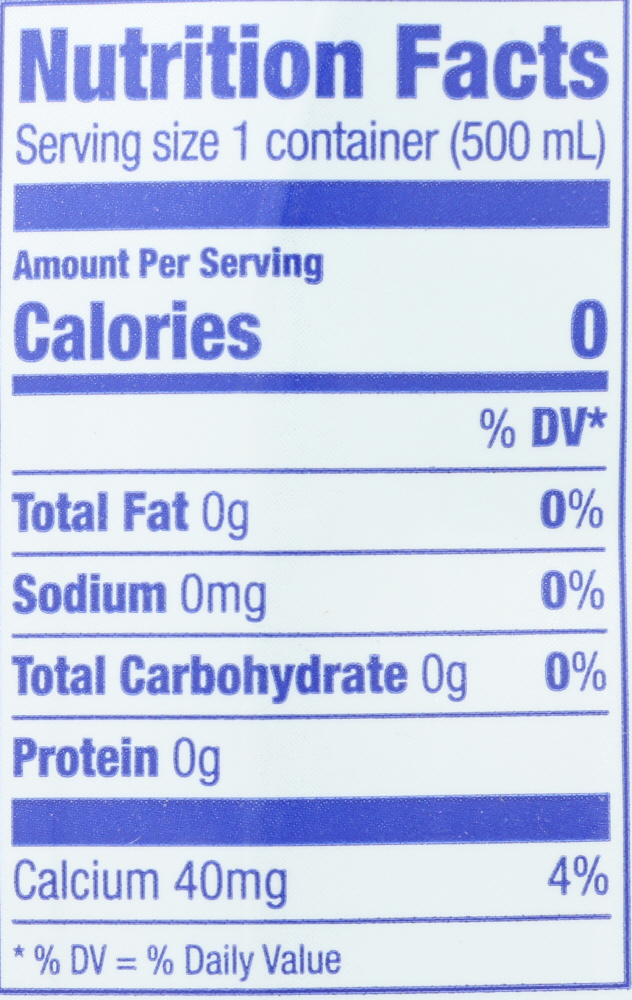 Nutrition Facts
Serving size 1 container (500 mL)
Amount Per Serving
Calories 0
% DV*
Total Fat 0g 0%
Sodium 0mg 0%
Total Carbohydrate 0g 0%
Protein 0g
Calcium 40mg 4%
* % DV = % Daily Value